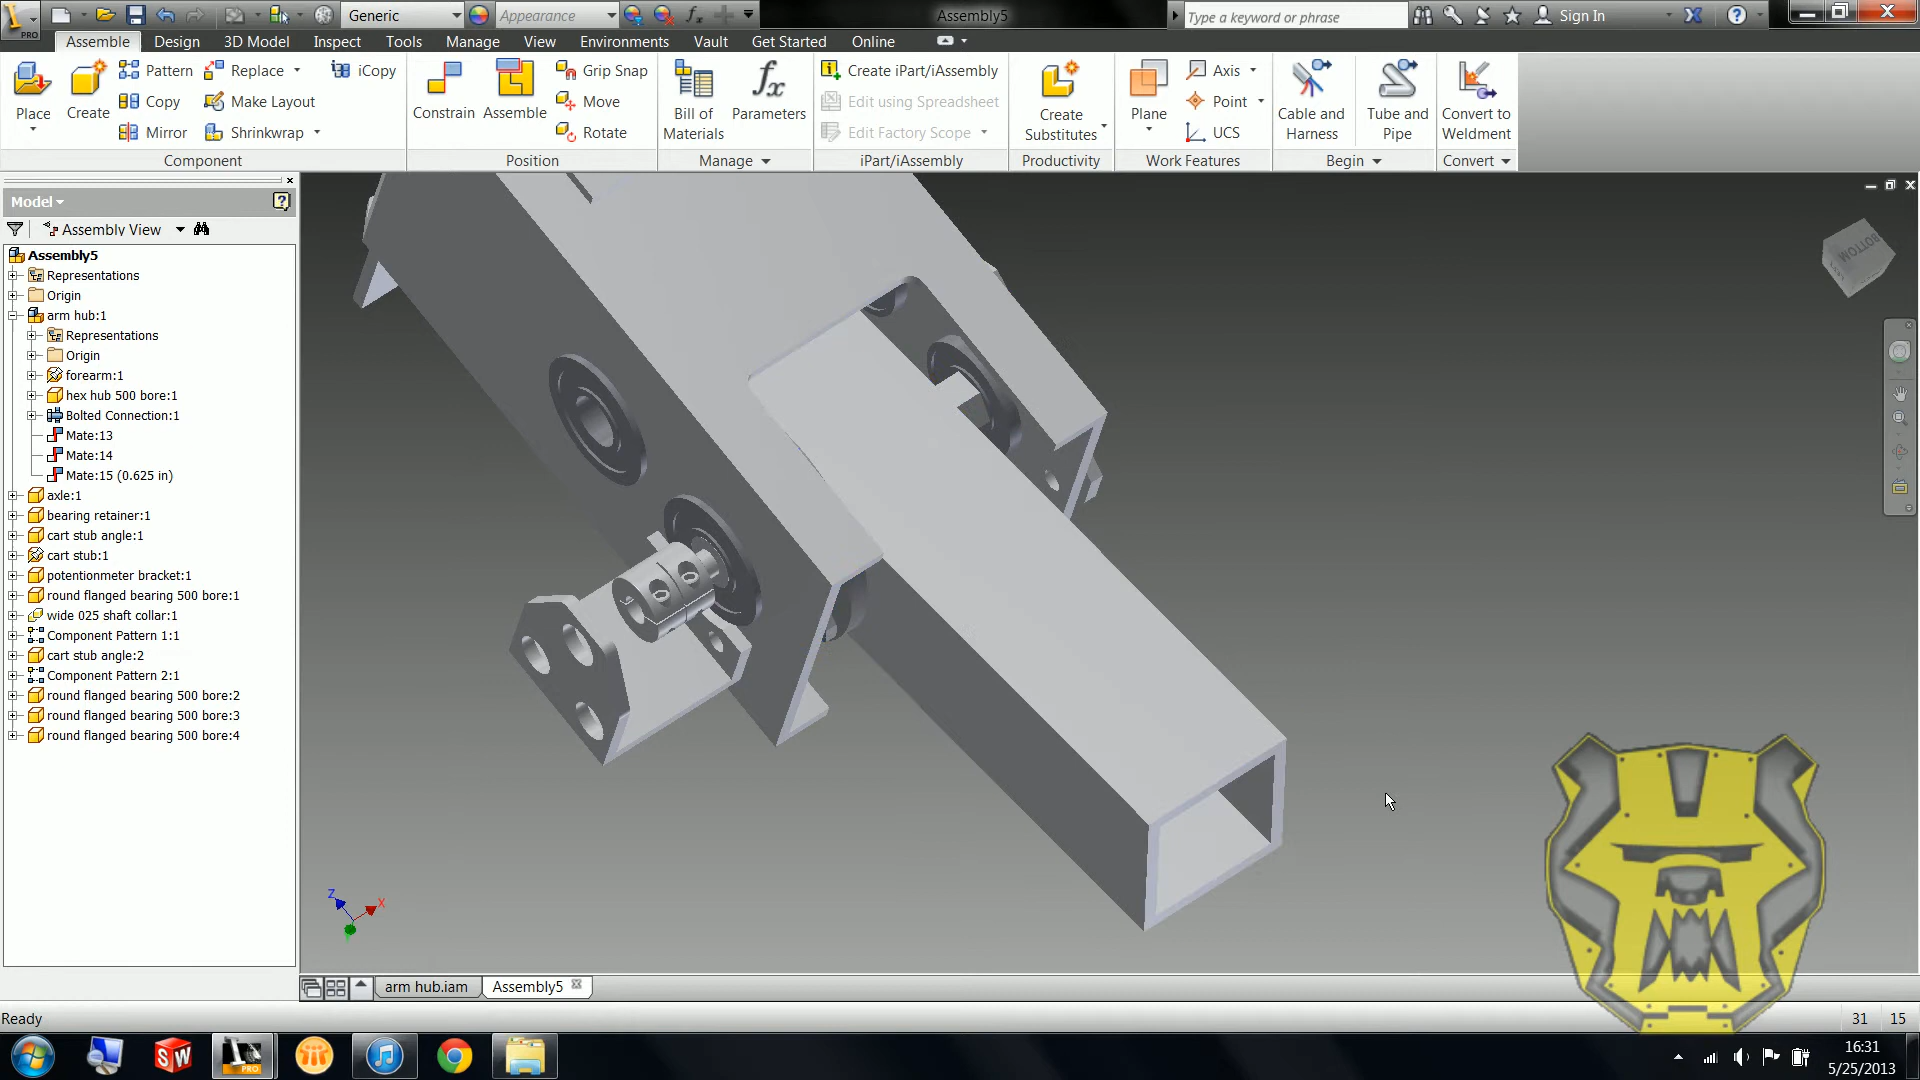 PRO
Generic
Appearance
Assembly5
Type a keyword or phrase
Sign In
Assemble Design 3D Model Inspect Tools Manage View Environments Vault Get Started Online
Place
Create
Pattern
Copy
Mirror
Replace
Make Layout
Shrinkwrap
iCopy
Component
Constrain
Assemble
Grip Snap
Move
Rotate
Position
Bill of
Materials
fx
Parameters
Manage
Create iPart/iAssembly
Edit using Spreadsheet
Edit Factory Scope
iPart/iAssembly
Create
Substitutes
Productivity
Plane
Axis
Point
UCS
Work Features
Cable and
Harness
Tube and
Pipe
Begin
Convert to
Weldment
Convert
Model
Assembly View
Assembly5
Representations
Origin
arm hub:1
Representations
Origin
forearm:1
hex hub 500 bore:1
Bolted Connection:1
Mate:13
Mate:14
Mate:15 (0.625 in)
axle:1
bearing retainer:1
cart stub angle:1
cart stub:1
potentionmeter bracket:1
round flanged bearing 500 bore:1
wide 025 shaft collar:1
Component Pattern 1:1
cart stub angle:2
Component Pattern 2:1
round flanged bearing 500 bore:2
round flanged bearing 500 bore:3
round flanged bearing 500 bore:4
BOTTOM
Z
X
arm hub.iam
Assembly5
Ready
31 15
SW
PRO
16:31
5/25/2013